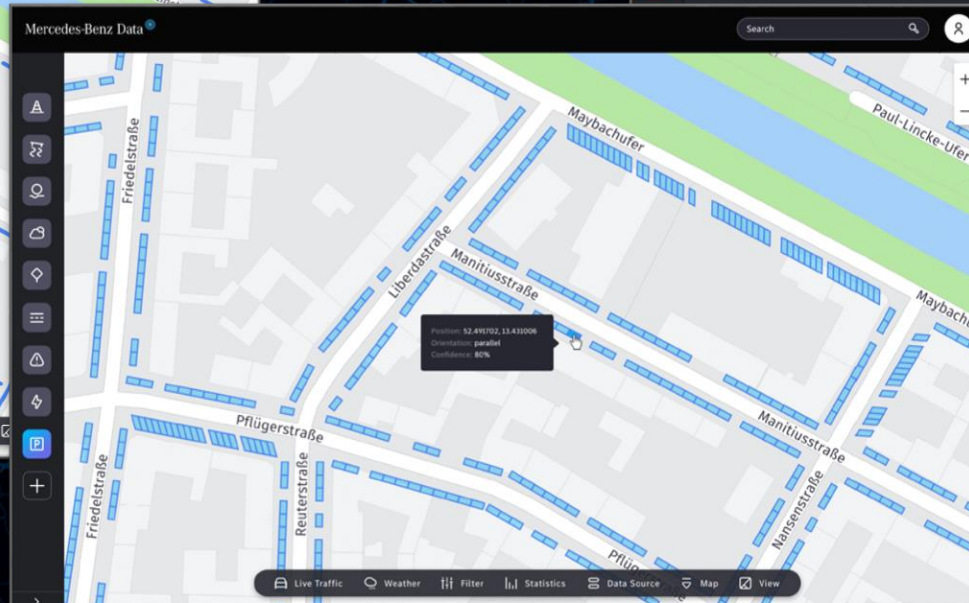 Mercedes-Benz Data
Search
Maybachufer
Paul-Lincke-Ufer
Friedelstraße
Liberdastraße
Manitiusstraße
Position: 52.491702, 13.431006
Orientation: parallel
Confidence: 80%
Maybachu
Pflügerstraße
Manitiusstraße
Friedelstraße
Reuterstraße
Nansenstraße
Pflüg
P
Live Traffic
Weather
Filter
Statistics
Data Source
Map
View